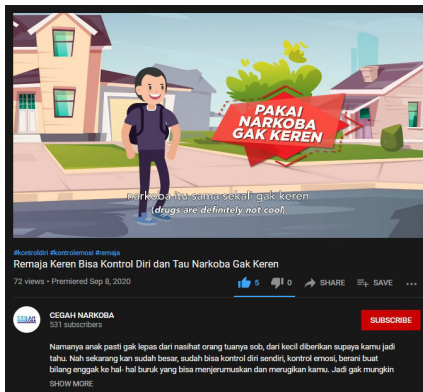 PAKAI
NARKOBA
GAK KEREN
narkoba itu sama sekali gak keren
(drugs are definitely not cool)
#kontroldiri #kontrolemosi #remaja
Remaja Keren Bisa Kontrol Diri dan Tau Narkoba Gak Keren
72 views • Premiered Sep 8, 2020
5
0
SHARE
SAVE
CEGAH NARKOBA
CEGAH NARKOBA
531 subscribers
SUBSCRIBE
Namanya anak pasti gak lepas dari nasihat orang tuanya sob, dari kecil diberikan supaya kamu jadi
tahu. Nah sekarang kan sudah besar, sudah bisa kontrol diri sendiri, kontrol emosi, berani buat
bilang enggak ke hal- hal buruk yang bisa menjerumuskan dan merugikan kamu. Jadi gak mungkin
SHOW MORE